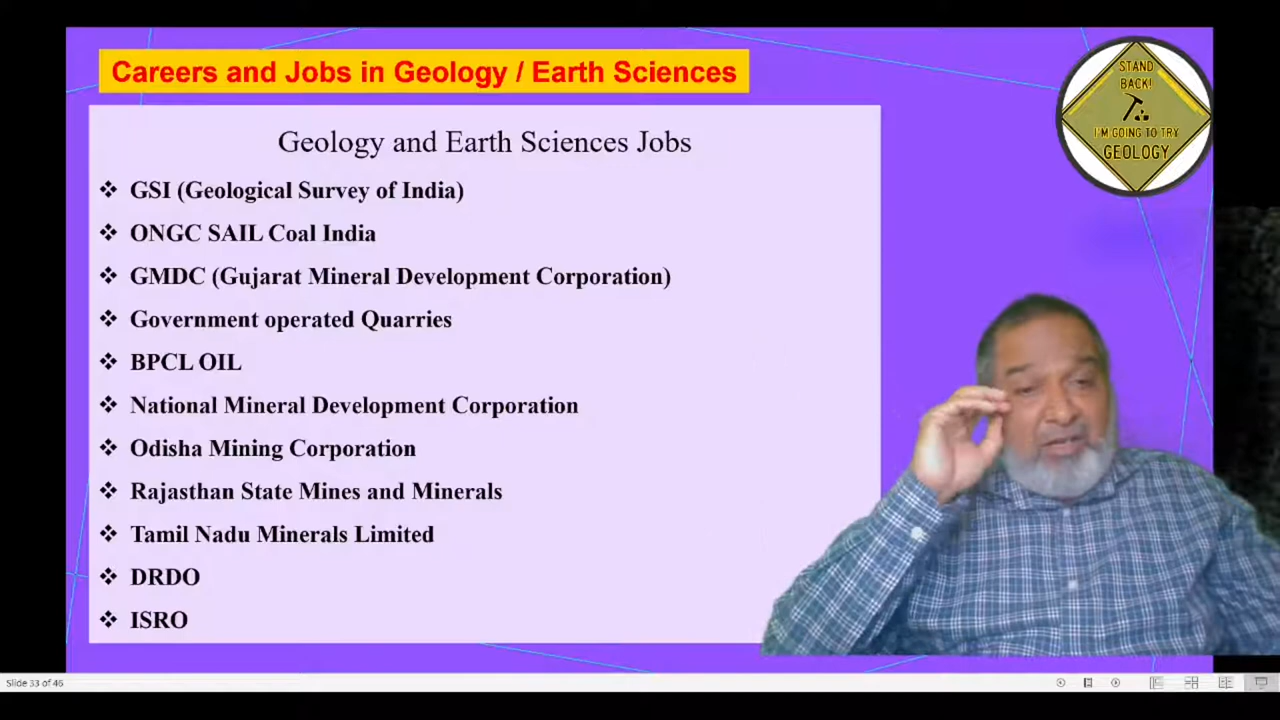 Careers and Jobs in Geology / Earth Sciences
STAND
BACK!
I'M GOING TO TRY
GEOLOGY
Geology and Earth Sciences Jobs
❖ GSI (Geological Survey of India)
❖ ONGC SAIL Coal India
❖ GMDC (Gujarat Mineral Development Corporation)
❖ Government operated Quarries
❖ BPCL OIL
❖ National Mineral Development Corporation
❖ Odisha Mining Corporation
❖ Rajasthan State Mines and Minerals
❖ Tamil Nadu Minerals Limited
❖ DRDO
❖ ISRO
Slide 33 of 46